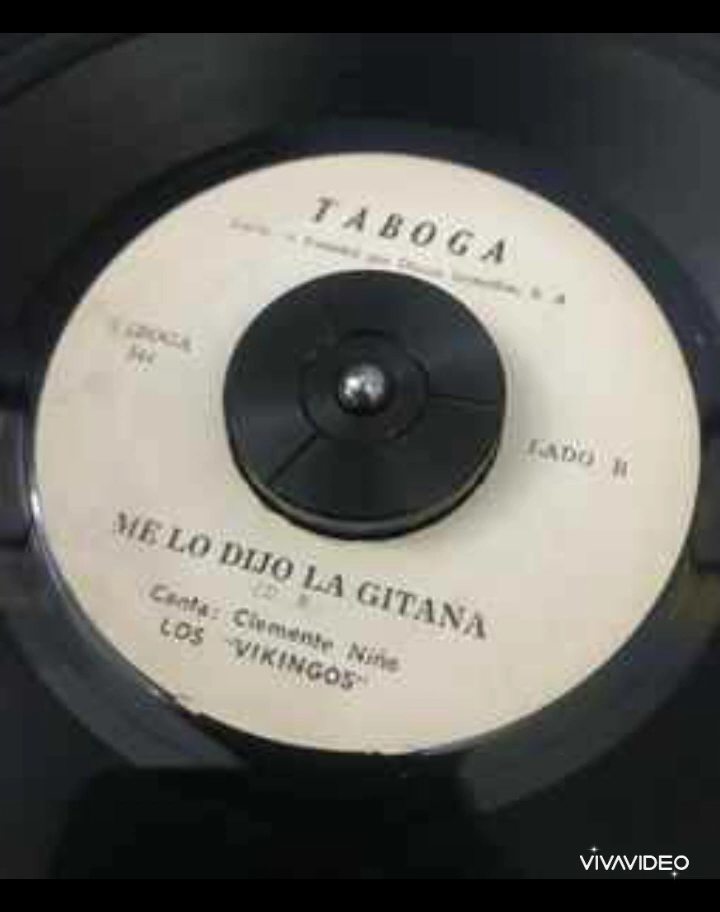 TABOGA
LADO B
ME LO DIJO LA GITANA
Canta: Clemente Niño
LOS "VIKINGOS"
VIVAVIDEO